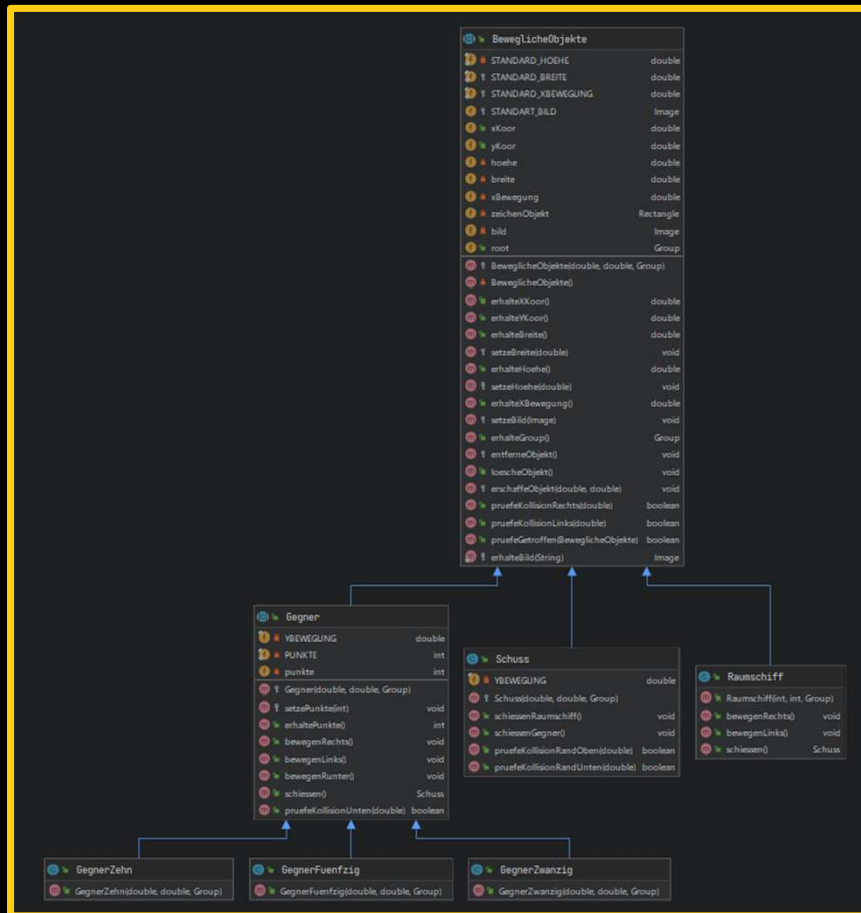 BeweglicheObjekte
STANDARD_HOEHE double
STANDARD_BREITE double
STANDARD_XBEWEGUNG double
STANDART_BILD Image
xKoor double
yKoor double
hoehe double
breite double
xBewegung double
zeichenObjekt Rectangle
bild Image
root Group
BeweglicheObjekte(double, double, Group)
BeweglicheObjekte()
erhalteXKoor() double
erhalteYKoor() double
erhalteBreite() double
setzeBreite(double) void
erhalteHoehe() double
setzeHoehe(double) void
erhalteXBewegung() double
setzeBild(Image) void
erhalteGroup() Group
entferneObjekt() void
loescheObjekt() void
erschaffeObjekt(double, double) void
pruefeKollisionRechts(double) boolean
pruefeKollisionLinks(double) boolean
pruefeGetroffen(BeweglicheObjekte) boolean
erhalteBild(String) Image
Gegner
YBEWEGUNG double
PUNKTE int
punkte int
Gegner(double, double, Group)
setzePunkte(int) void
erhaltePunkte() int
bewegenRechts() void
bewegenLinks() void
bewegenRunter() void
schiessen() Schuss
pruefeKollisionUnten(double) boolean
Schuss
YBEWEGUNG double
Schuss(double, double, Group)
schiessenRaumschiff() void
schiessenGegner() void
pruefeKollisionRandOben(double) boolean
pruefeKollisionRandUnten(double) boolean
Raumschiff
Raumschiff(int, int, Group)
bewegenRechts() void
bewegenLinks() void
schiessen() Schuss
GegnerZehn
GegnerZehn(double, double, Group)
GegnerFuenfzig
GegnerFuenfzig(double, double, Group)
GegnerZwanzig
GegnerZwanzig(double, double, Group)